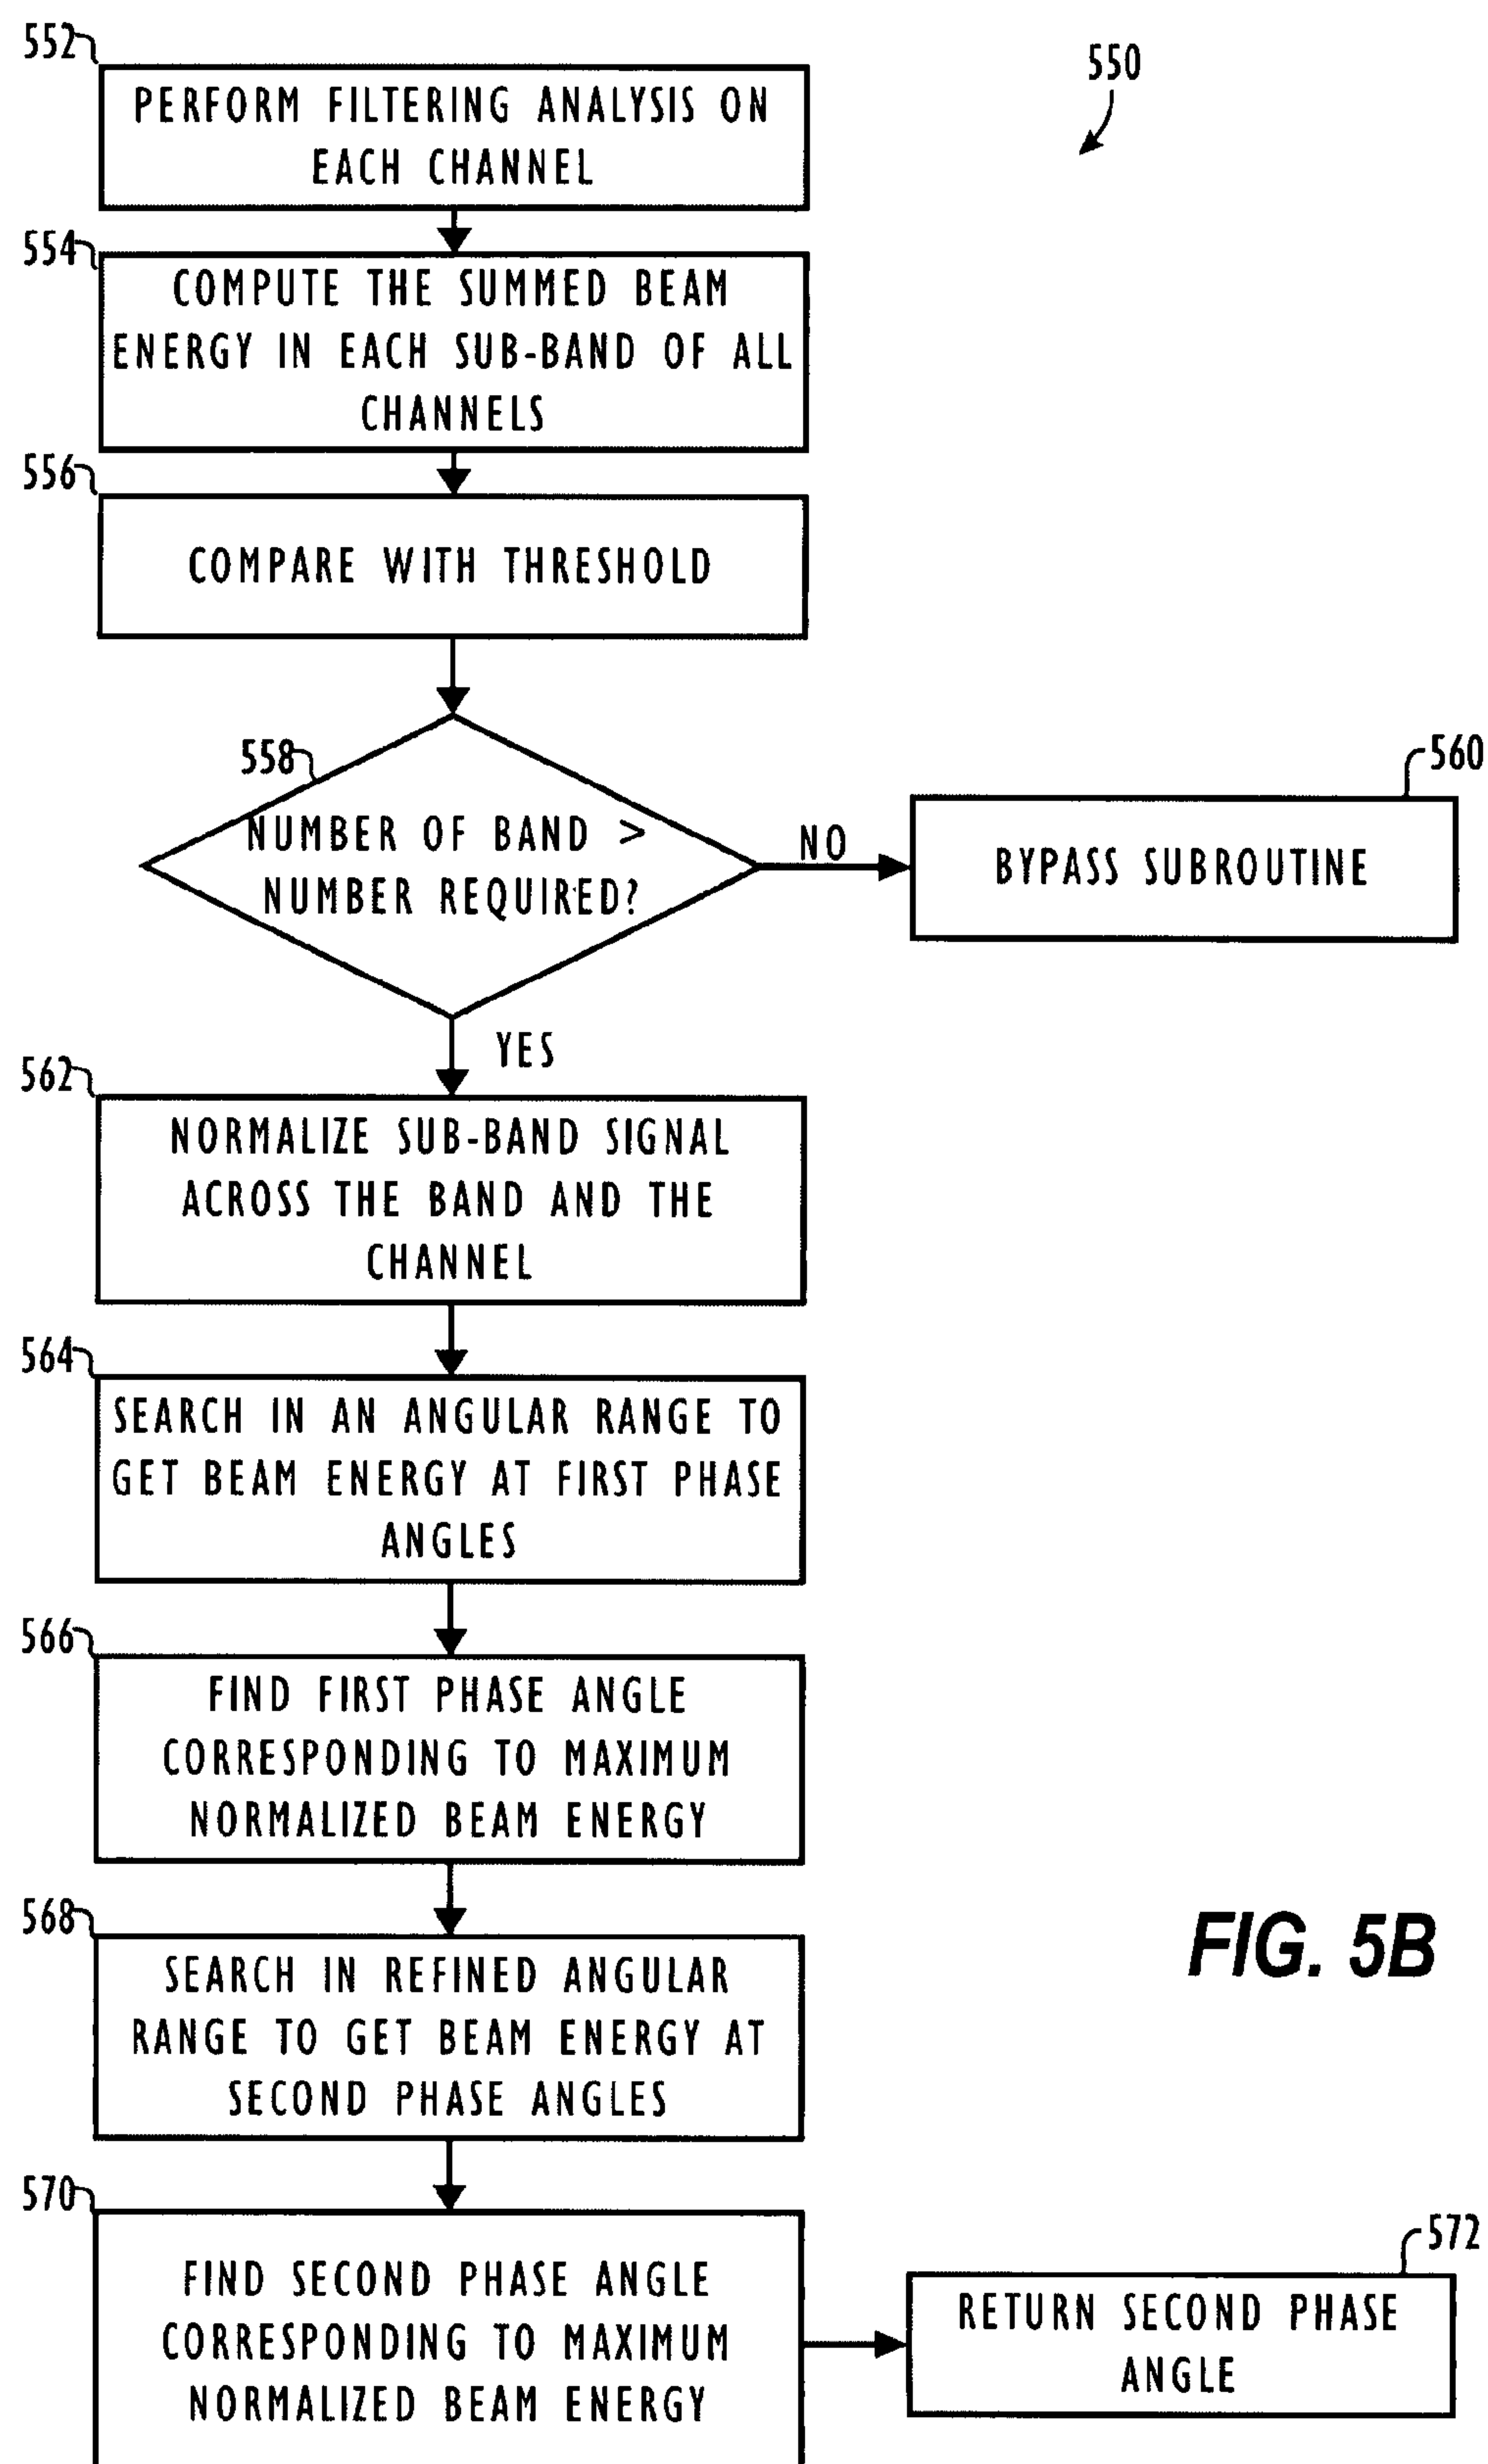 552
550
PERFORM FILTERING ANALYSIS ON
EACH CHANNEL
554
COMPUTE THE SUMMED BEAM
ENERGY IN EACH SUB-BAND OF ALL
CHANNELS
556
COMPARE WITH THRESHOLD
558
NUMBER OF BAND >
NUMBER REQUIRED?
NO
560
BYPASS SUBROUTINE
YES
562
NORMALIZE SUB-BAND SIGNAL
ACROSS THE BAND AND THE
CHANNEL
564
SEARCH IN AN ANGULAR RANGE TO
GET BEAM ENERGY AT FIRST PHASE
ANGLES
566
FIND FIRST PHASE ANGLE
CORRESPONDING TO MAXIMUM
NORMALIZED BEAM ENERGY
568
SEARCH IN REFINED ANGULAR
RANGE TO GET BEAM ENERGY AT
SECOND PHASE ANGLES
FIG. 5B
570
FIND SECOND PHASE ANGLE
CORRESPONDING TO MAXIMUM
NORMALIZED BEAM ENERGY
572
RETURN SECOND PHASE
ANGLE